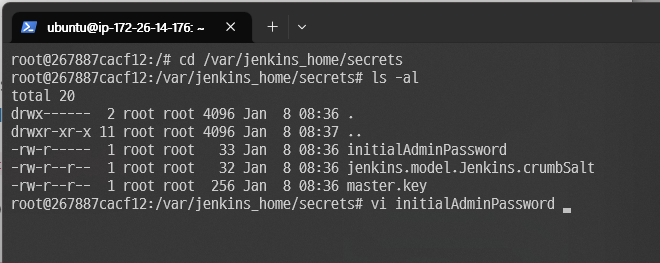 ubuntu@ip-172-26-14-176: ~
root@267887cacf12:/# cd /var/jenkins_home/secrets
root@267887cacf12:/var/jenkins_home/secrets# ls -al
total 20
drwx------  2 root root 4096 Jan  8 08:36 .
drwxr-xr-x 11 root root 4096 Jan  8 08:37 ..
-rw-r-----  1 root root   33 Jan  8 08:36 initialAdminPassword
-rw-r--r--  1 root root   32 Jan  8 08:36 jenkins.model.Jenkins.crumbSalt
-rw-r--r--  1 root root  256 Jan  8 08:36 master.key
root@267887cacf12:/var/jenkins_home/secrets# vi initialAdminPassword